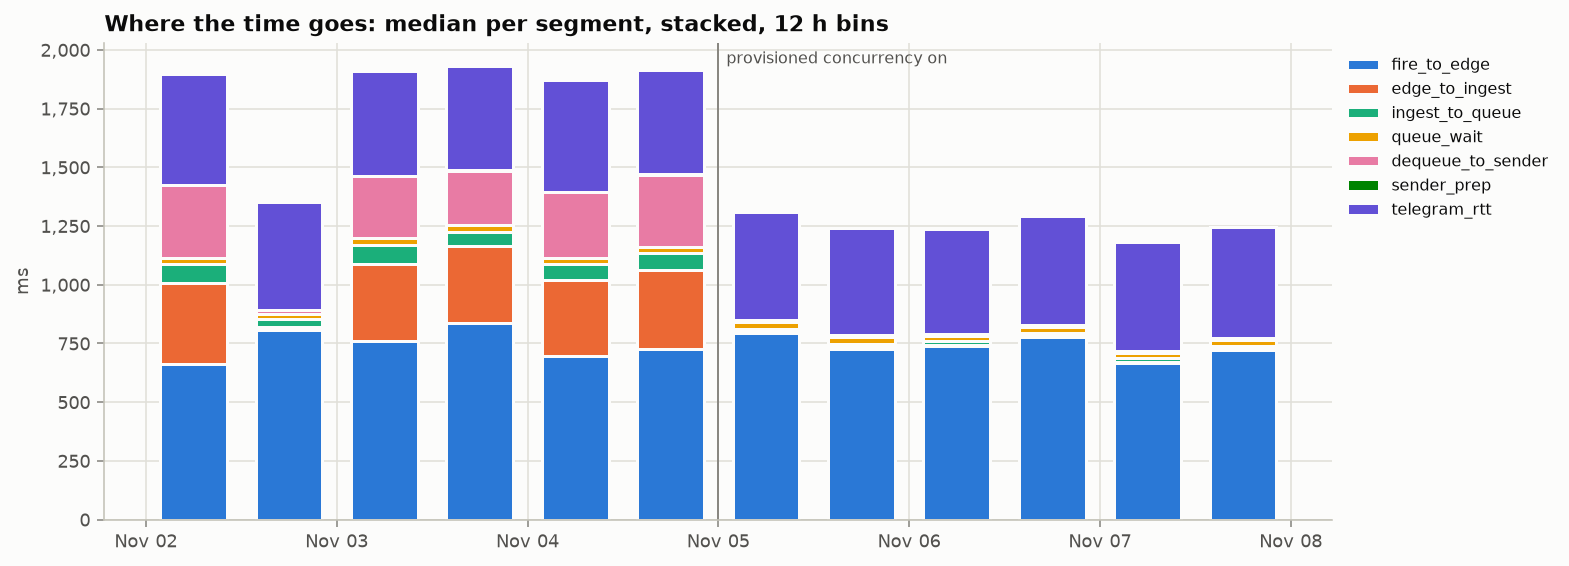 Where the time goes: median per segment, stacked, 12 h bins
2,000
1,750
1,500
1,250
1,000
750
500
250
0
ms
provisioned concurrency on
Nov 02
Nov 03
Nov 04
Nov 05
Nov 06
Nov 07
Nov 08
fire_to_edge
edge_to_ingest
ingest_to_queue
queue_wait
dequeue_to_sender
sender_prep
telegram_rtt